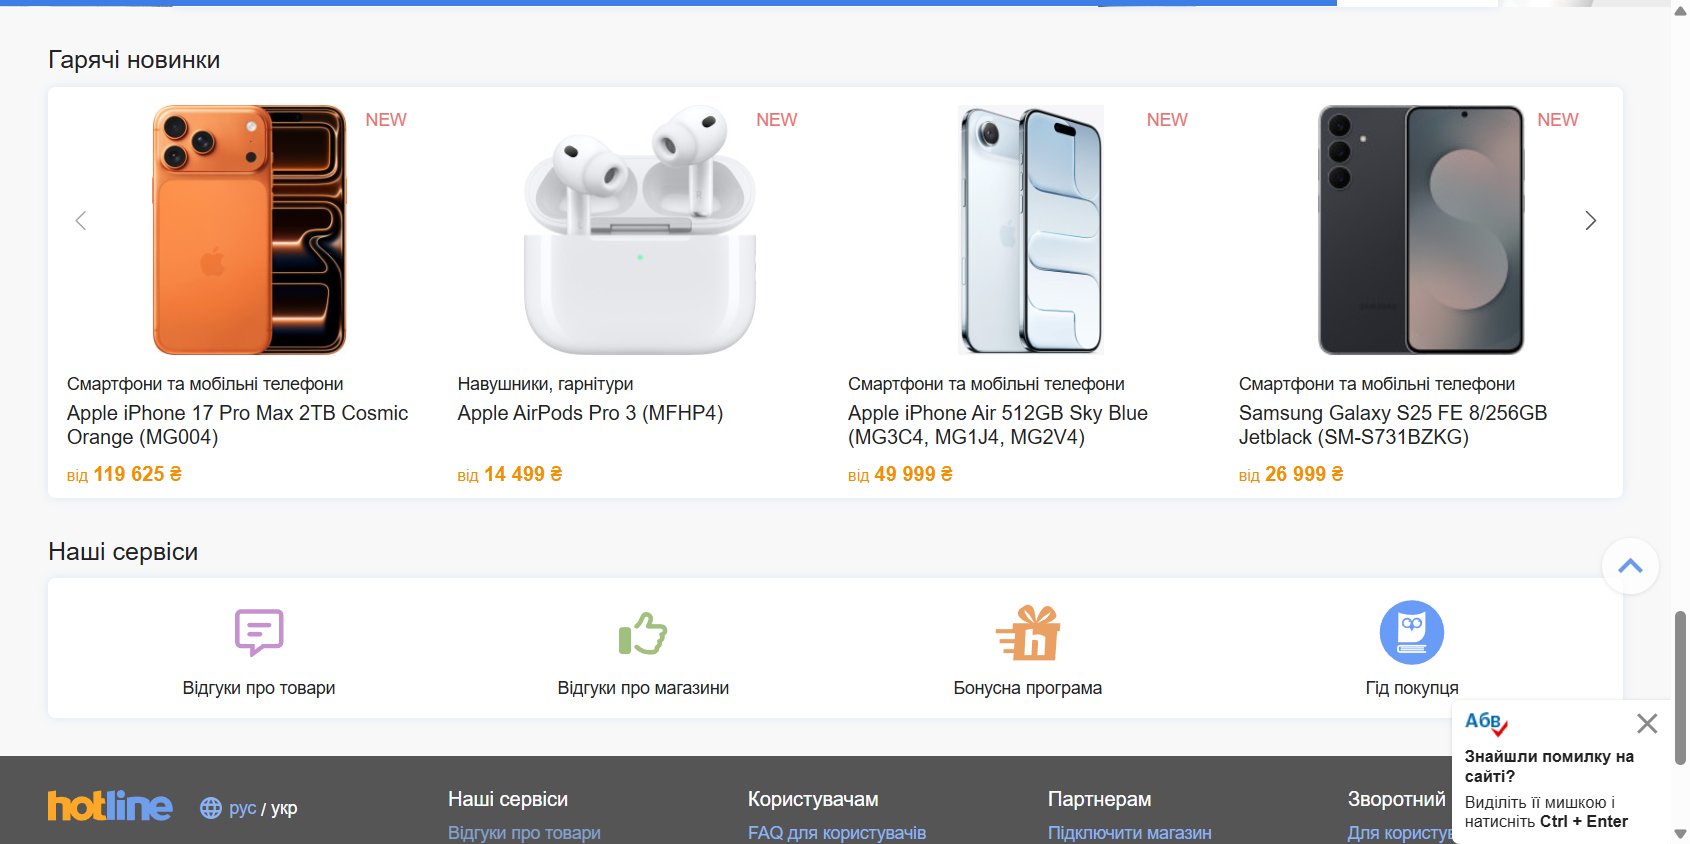 Гарячі новинки
NEW
NEW
NEW
NEW
Смартфони та мобільні телефони
Apple iPhone 17 Pro Max 2TB Cosmic
Orange (MG004)
від 119 625 ₴
Навушники, гарнітури
Apple AirPods Pro 3 (MFHP4)
від 14 499 ₴
Смартфони та мобільні телефони
Apple iPhone Air 512GB Sky Blue
(MG3C4, MG1J4, MG2V4)
від 49 999 ₴
Смартфони та мобільні телефони
Samsung Galaxy S25 FE 8/256GB
Jetblack (SM-S731BZKG)
від 26 999 ₴
Наші сервіси
h
Відгуки про товари
Відгуки про магазини
Бонусна програма
Гід покупця
Абв
Знайшли помилку на
сайті?
Виділіть її мишкою і
натисніть Ctrl + Enter
hotline
рус / укр
Наші сервіси
Відгуки про товари
Користувачам
FAQ для користувачів
Партнерам
Підключити магазин
Зворотний
Для